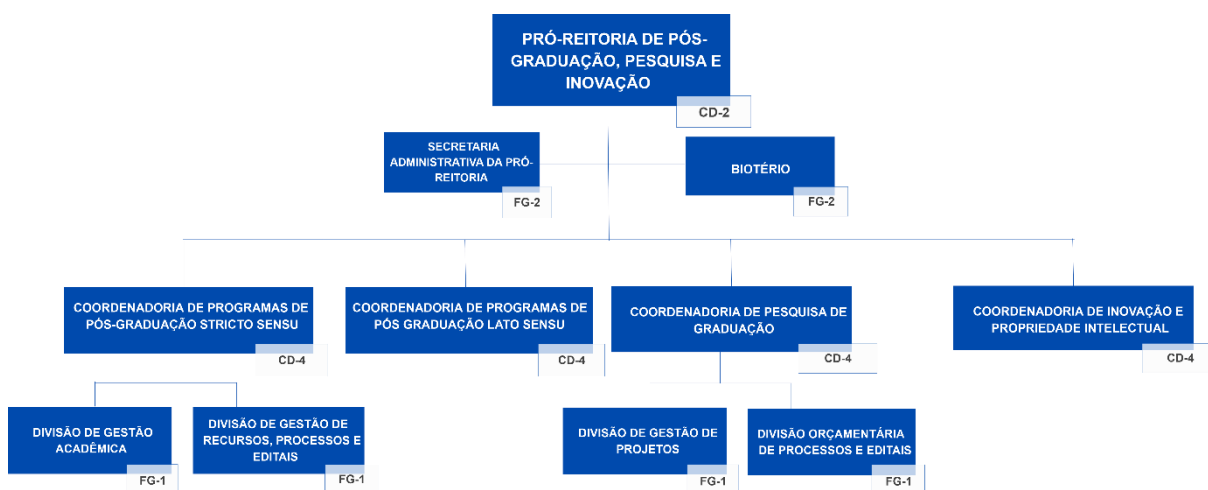 PRÓ-REITORIA DE PÓS-
GRADUAÇÃO, PESQUISA E
INOVAÇÃO
CD-2
SECRETARIA
ADMINISTRATIVA DA PRÓ-
REITORIA
FG-2
BIOTÉRIO
FG-2
COORDENADORIA DE PROGRAMAS DE
PÓS-GRADUAÇÃO STRICTO SENSU
CD-4
COORDENADORIA DE PROGRAMAS DE
PÓS GRADUAÇÃO LATO SENSU
CD-4
COORDENADORIA DE PESQUISA DE
GRADUAÇÃO
CD-4
COORDENADORIA DE INOVAÇÃO E
PROPRIEDADE INTELECTUAL
CD-4
DIVISÃO DE GESTÃO
ACADÊMICA
FG-1
DIVISÃO DE GESTÃO DE
RECURSOS, PROCESSOS E
EDITAIS
FG-1
DIVISÃO DE GESTÃO DE
PROJETOS
FG-1
DIVISÃO ORÇAMENTÁRIA
DE PROCESSOS E EDITAIS
FG-1